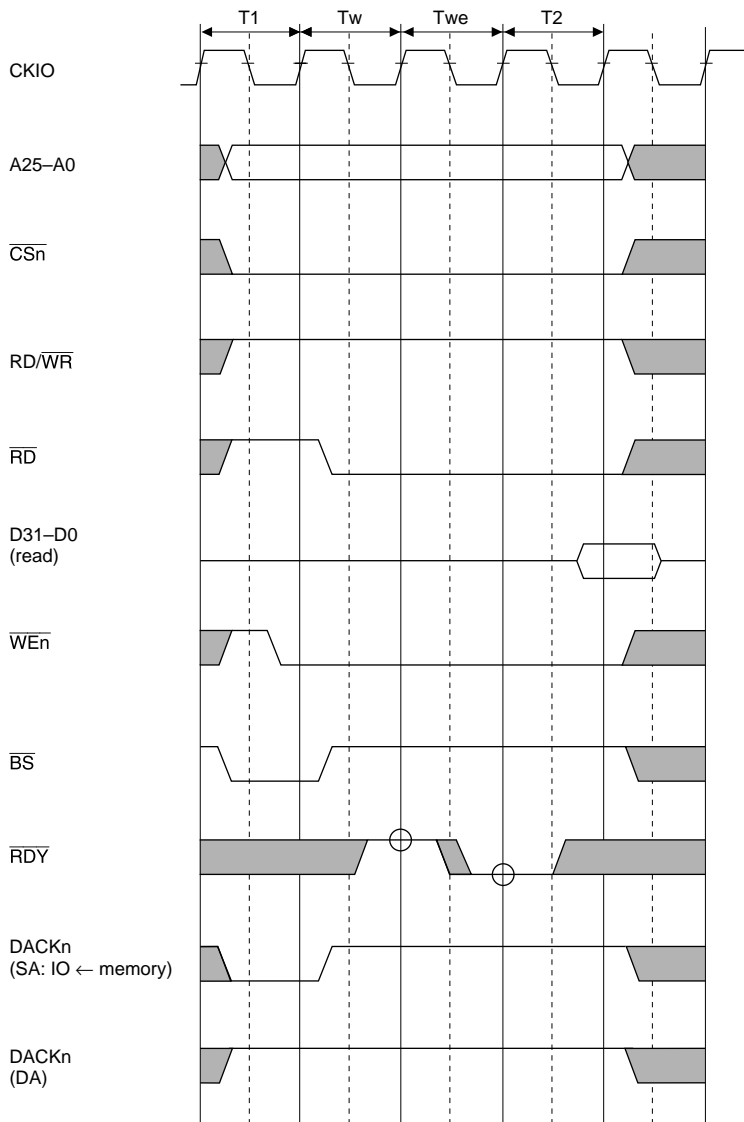 T1 Tw Twe T2
CKIO
A25–A0
CSn
RD/WR
RD
D31–D0
(read)
WEn
BS
RDY
DACKn
(SA: IO ← memory)
DACKn
(DA)